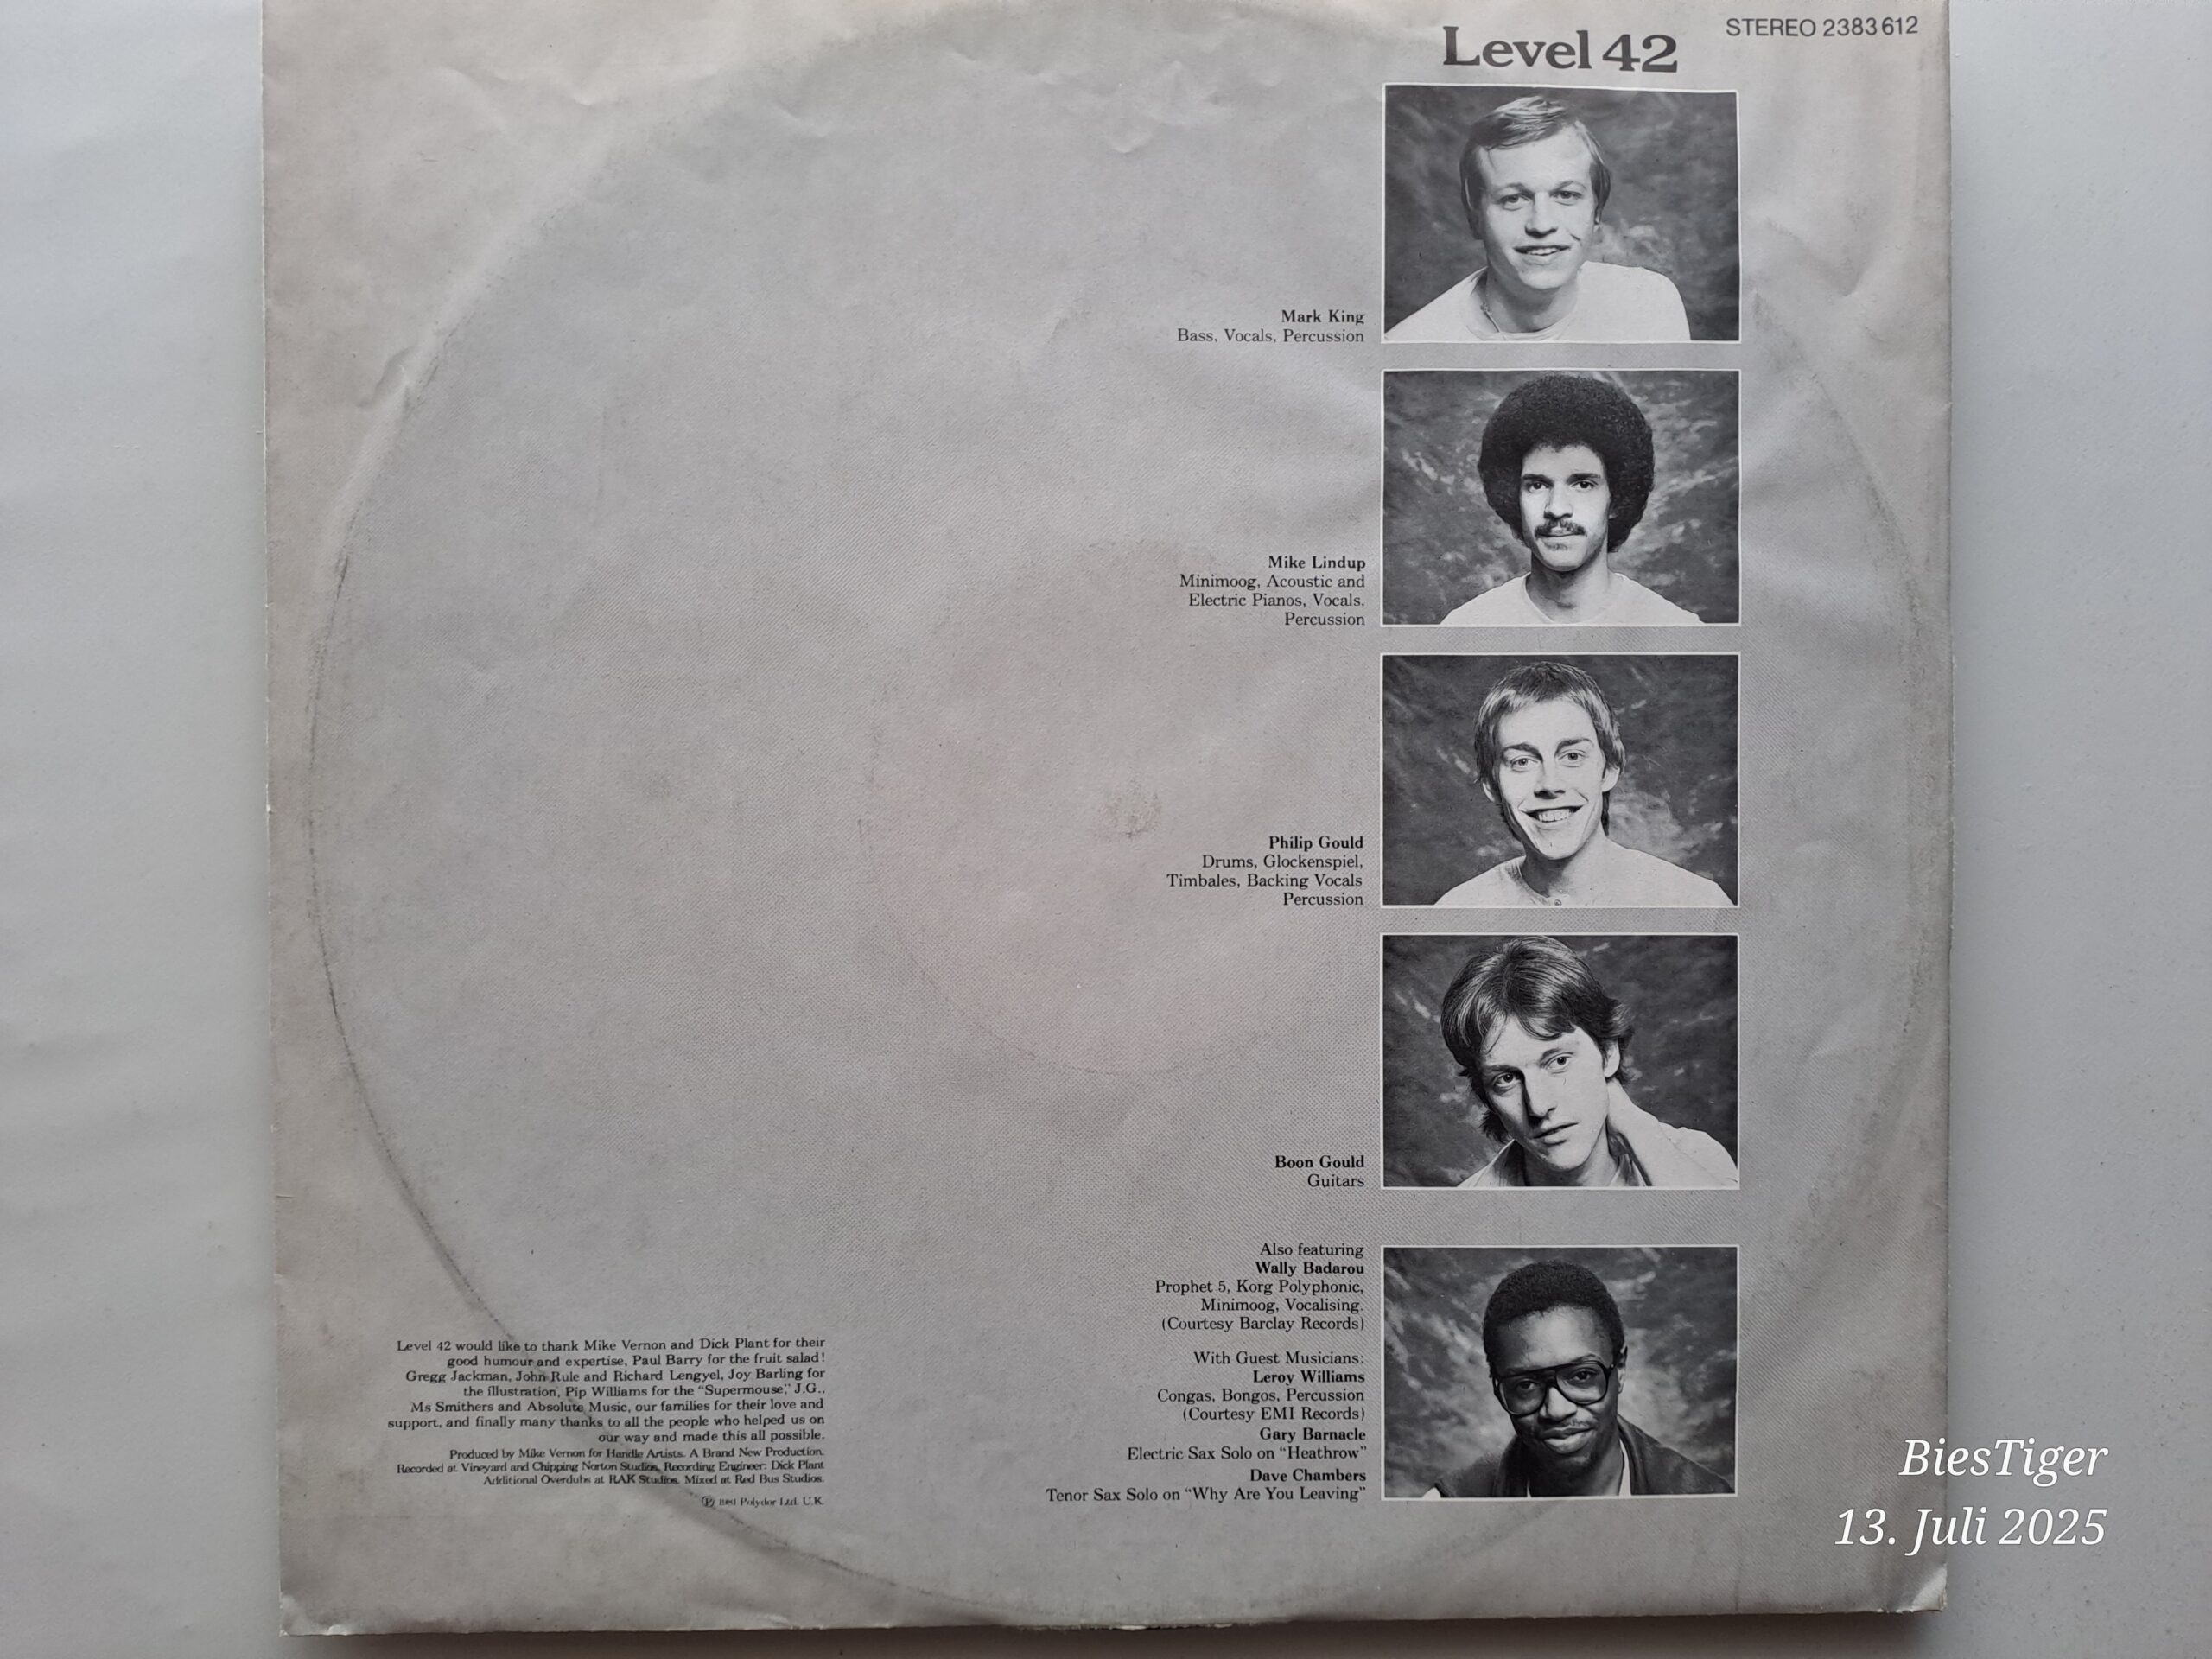 STEREO 2383 612
Level 42
Mark King
Bass, Vocals, Percussion
Mike Lindup
Minimoog, Acoustic and
Electric Pianos, Vocals,
Percussion
Philip Gould
Drums, Glockenspiel,
Timbales, Backing Vocals
Percussion
Boon Gould
Guitars
Also featuring
Wally Badarou
Prophet 5, Korg Polyphonic,
Minimoog, Vocalising.
(Courtesy Barclay Records)
With Guest Musicians:
Leroy Williams
Congas, Bongos, Percussion
(Courtesy EMI Records)
Gary Barnacle
Electric Sax Solo on “Heathrow”
Dave Chambers
Tenor Sax Solo on “Why Are You Leaving”
Level 42 would like to thank Mike Vernon and Dick Plant for their
good humour and expertise, Paul Barry for the fruit salad!
Gregg Jackman, John Rule and Richard Lengyel, Joy Barling for
the illustration, Pip Williams for the “Supermouse,” J.G.,
Ms Smithers and Absolute Music, our families for their love and
support, and finally many thanks to all the people who helped us on
our way and made this all possible.
Produced by Mike Vernon for Handle Artists. A Brand New Production.
Recorded at Vineyard and Chipping Norton Studios, Recording Engineer: Dick Plant
Additional Overdubs at RAK Studios. Mixed at Red Bus Studios.
℗ 1981 Polydor Ltd. U.K.
BiesTiger
13. Juli 2025